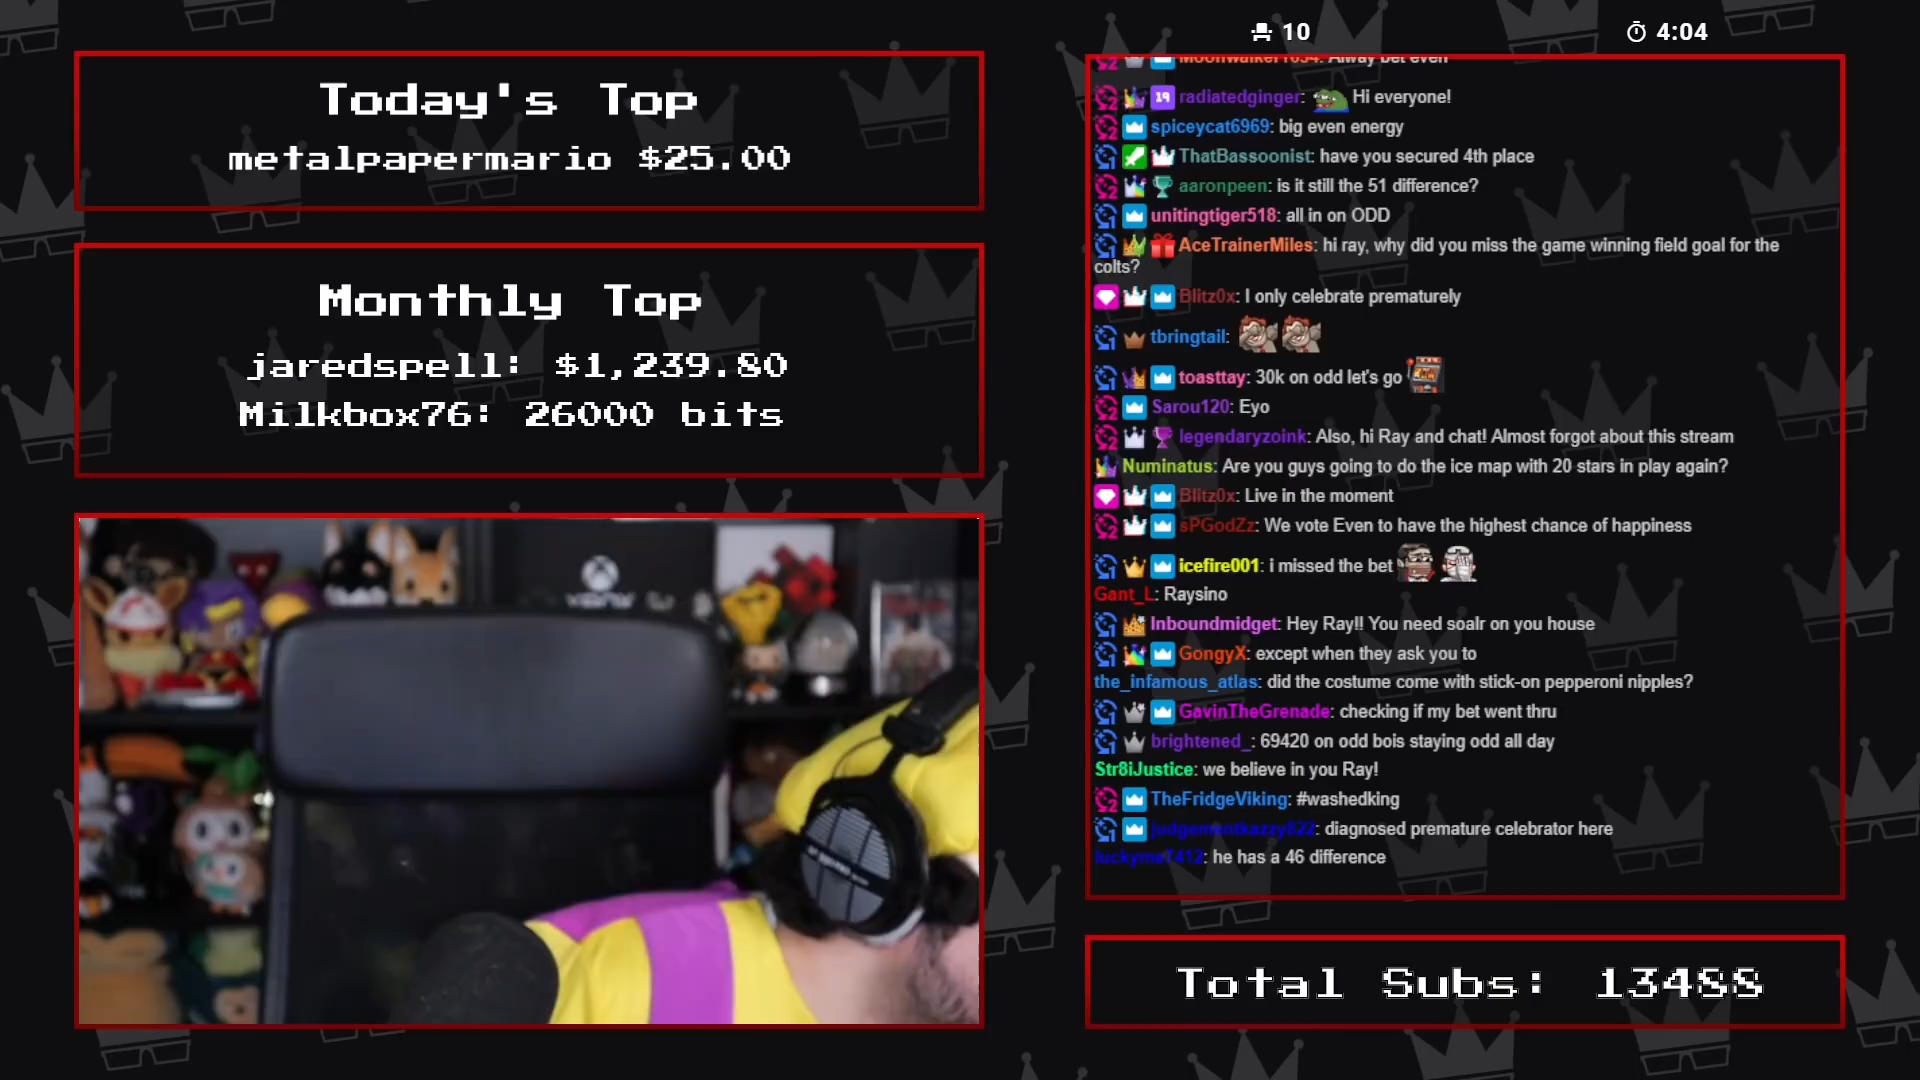 10
4:04
Today's Top
metalpapermario $25.00
Monthly Top
jaredspell: $1,239.80
Milkbox76: 26000 bits
XBOX
Moonwalker1654: Alway bet even
19 radiatedginger: Hi everyone!
spiceycat6969: big even energy
ThatBassoonist: have you secured 4th place
aaronpeen: is it still the 51 difference?
unitingtiger518: all in on ODD
AceTrainerMiles: hi ray, why did you miss the game winning field goal for the
colts?
Blitz0x: I only celebrate prematurely
tbringtail:
toasttay: 30k on odd let's go
Sarou120: Eyo
legendaryzoink: Also, hi Ray and chat! Almost forgot about this stream
Numinatus: Are you guys going to do the ice map with 20 stars in play again?
Blitz0x: Live in the moment
sPGodZz: We vote Even to have the highest chance of happiness
icefire001: i missed the bet
Gant_L: Raysino
Inboundmidget: Hey Ray!! You need soalr on you house
GongyX: except when they ask you to
the_infamous_atlas: did the costume come with stick-on pepperoni nipples?
GavinTheGrenade: checking if my bet went thru
brightened_: 69420 on odd bois staying odd all day
Str8iJustice: we believe in you Ray!
TheFridgeViking: #washedking
judgementkazzy822: diagnosed premature celebrator here
luckyme7412: he has a 46 difference
Total Subs: 13488